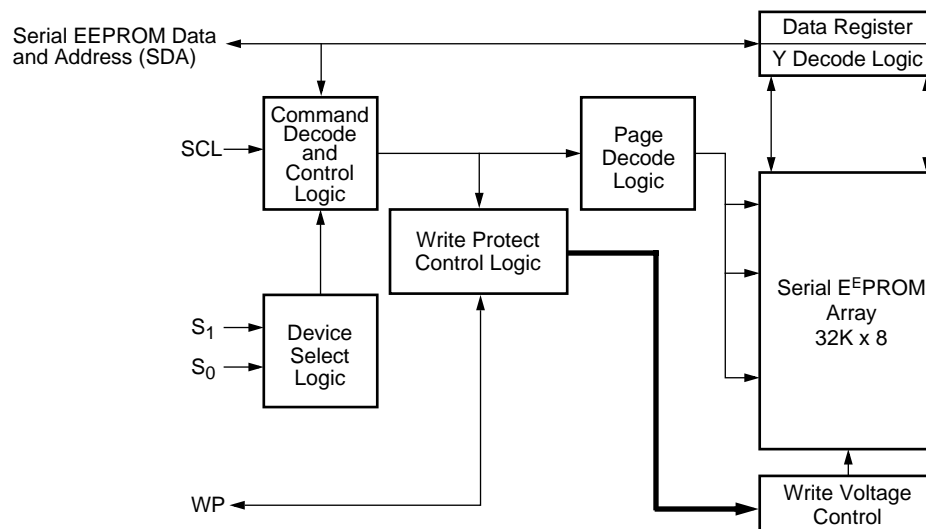 Serial EEPROM Data
and Address (SDA)
Data Register
Y Decode Logic
Command
Decode
and
Control
Logic
SCL
Page
Decode
Logic
Write Protect
Control Logic
Serial EEPROM
Array
32K x 8
S1
S0
Device
Select
Logic
WP
Write Voltage
Control